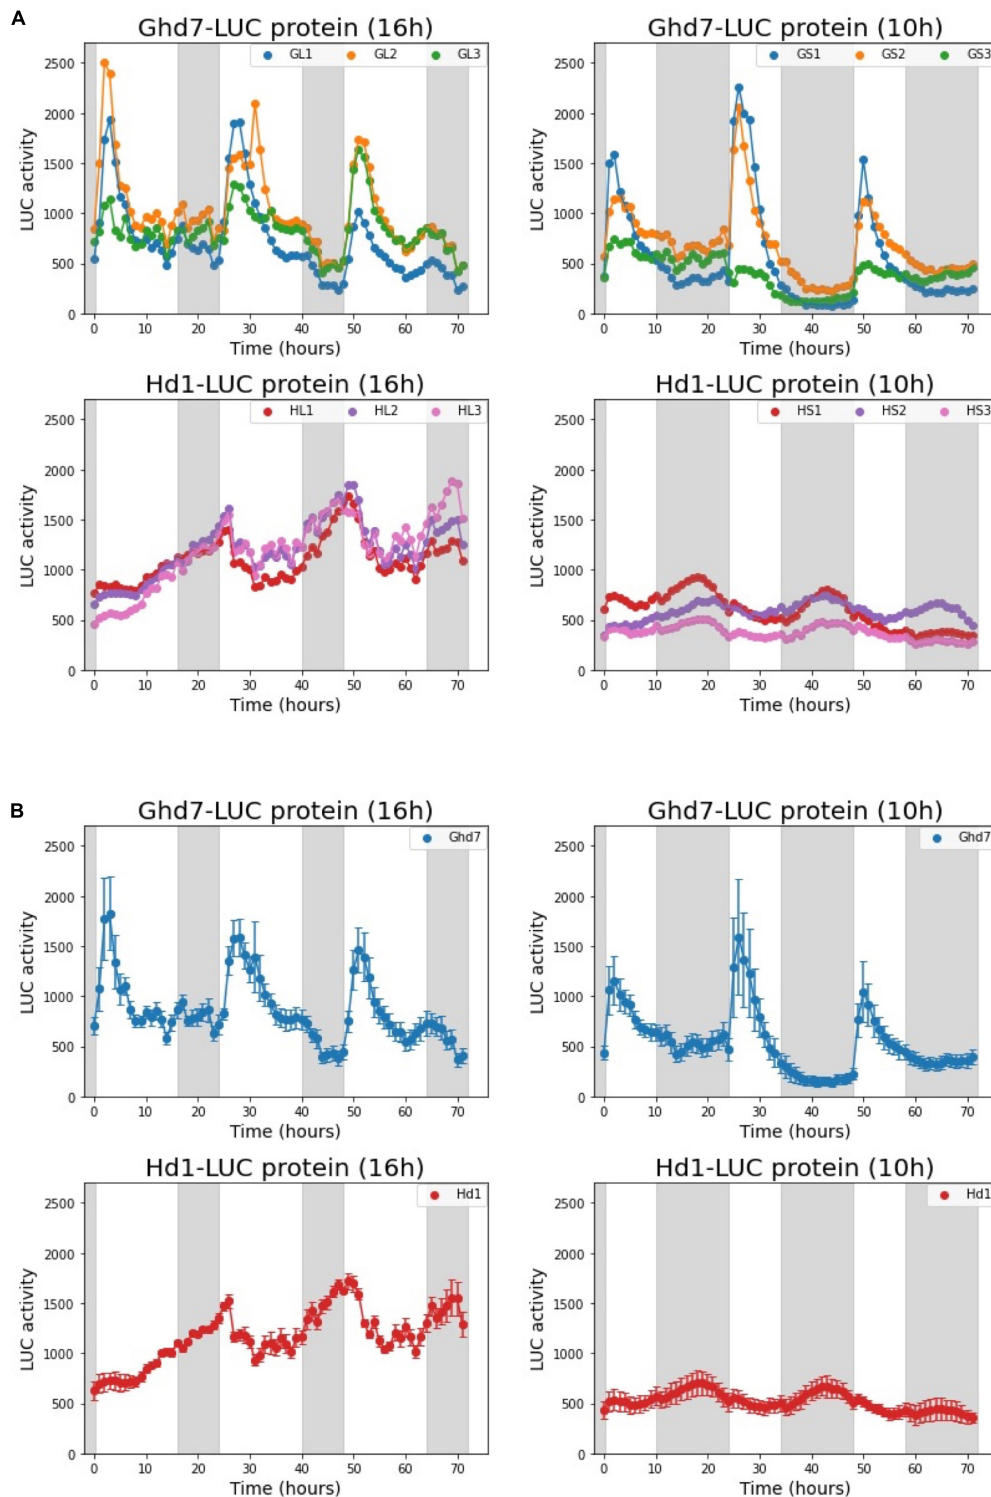 A
Ghd7-LUC protein (16h)
GL1 GL2 GL3
LUC activity
2500
2000
1500
1000
500
0
0 10 20 30 40 50 60 70
Time (hours)
Ghd7-LUC protein (10h)
GS1 GS2 GS3
LUC activity
2500
2000
1500
1000
500
0
0 10 20 30 40 50 60 70
Time (hours)
Hd1-LUC protein (16h)
HL1 HL2 HL3
LUC activity
2500
2000
1500
1000
500
0
0 10 20 30 40 50 60 70
Time (hours)
Hd1-LUC protein (10h)
HS1 HS2 HS3
LUC activity
2500
2000
1500
1000
500
0
0 10 20 30 40 50 60 70
Time (hours)
B
Ghd7-LUC protein (16h)
Ghd7
LUC activity
2500
2000
1500
1000
500
0
0 10 20 30 40 50 60 70
Time (hours)
Ghd7-LUC protein (10h)
Ghd7
LUC activity
2500
2000
1500
1000
500
0
0 10 20 30 40 50 60 70
Time (hours)
Hd1-LUC protein (16h)
Hd1
LUC activity
2500
2000
1500
1000
500
0
0 10 20 30 40 50 60 70
Time (hours)
Hd1-LUC protein (10h)
Hd1
LUC activity
2500
2000
1500
1000
500
0
0 10 20 30 40 50 60 70
Time (hours)